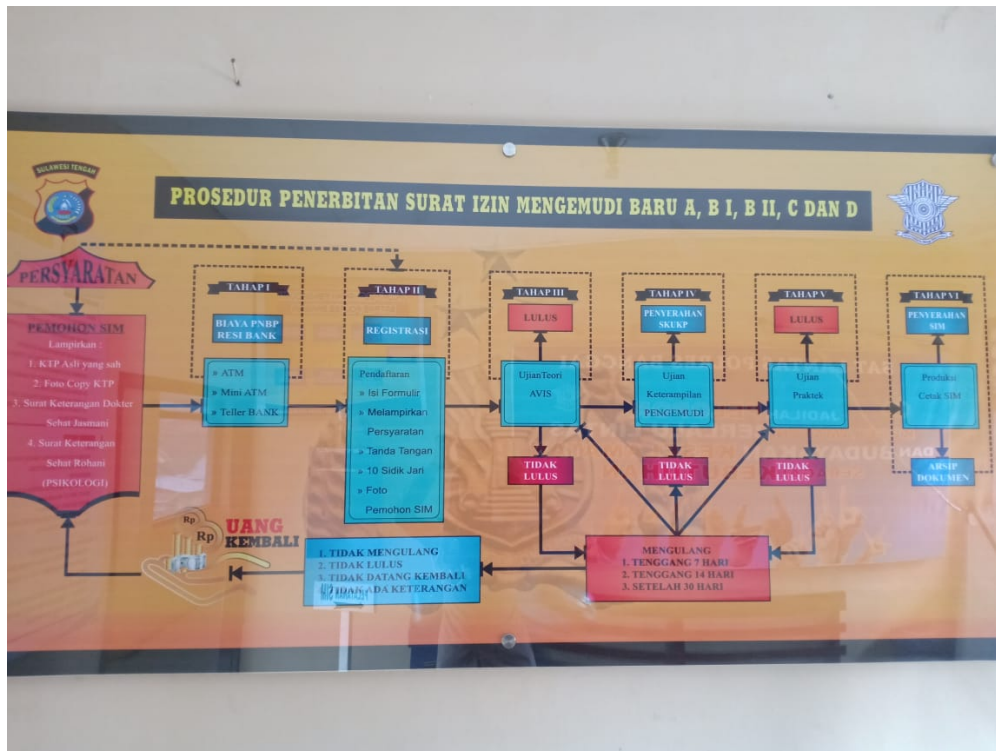 SULAWESI TENGAH
PROSEDUR PENERBITAN SURAT IZIN MENGEMUDI BARU A, B I, B II, C DAN D
PERSYARATAN
PEMOHON SIM
Lampirkan :
1. KTP Asli yang sah
2. Foto Copy KTP
3. Surat Keterangan Dokter
Sehat Jasmani
4. Surat Keterangan
Sehat Rohani
(PSIKOLOGI)
TAHAP I
BIAYA PNBP
RESI BANK
» ATM
» Mini ATM
» Teller BANK
TAHAP II
REGISTRASI
Pendaftaran
» Isi Formulir
» Melampirkan
Persyaratan
» Tanda Tangan
» 10 Sidik Jari
» Foto
Pemohon SIM
TAHAP III
LULUS
UjianTeori
AVIS
TIDAK
LULUS
TAHAP IV
PENYERAHAN
SKUKP
Ujian
Keterampilan
PENGEMUDI
TIDAK
LULUS
TAHAP V
LULUS
Ujian
Praktek
TIDAK
LULUS
TAHAP VI
PENYERAHAN
SIM
Produksi
Cetak SIM
ARSIP
DOKUMEN
MENGULANG
1. TENGGANG 7 HARI
2. TENGGANG 14 HARI
3. SETELAH 30 HARI
1. TIDAK MENGULANG
2. TIDAK LULUS
3. TIDAK DATANG KEMBALI
4. TIDAK ADA KETERANGAN
Rp
Rp
UANG
KEMBALI